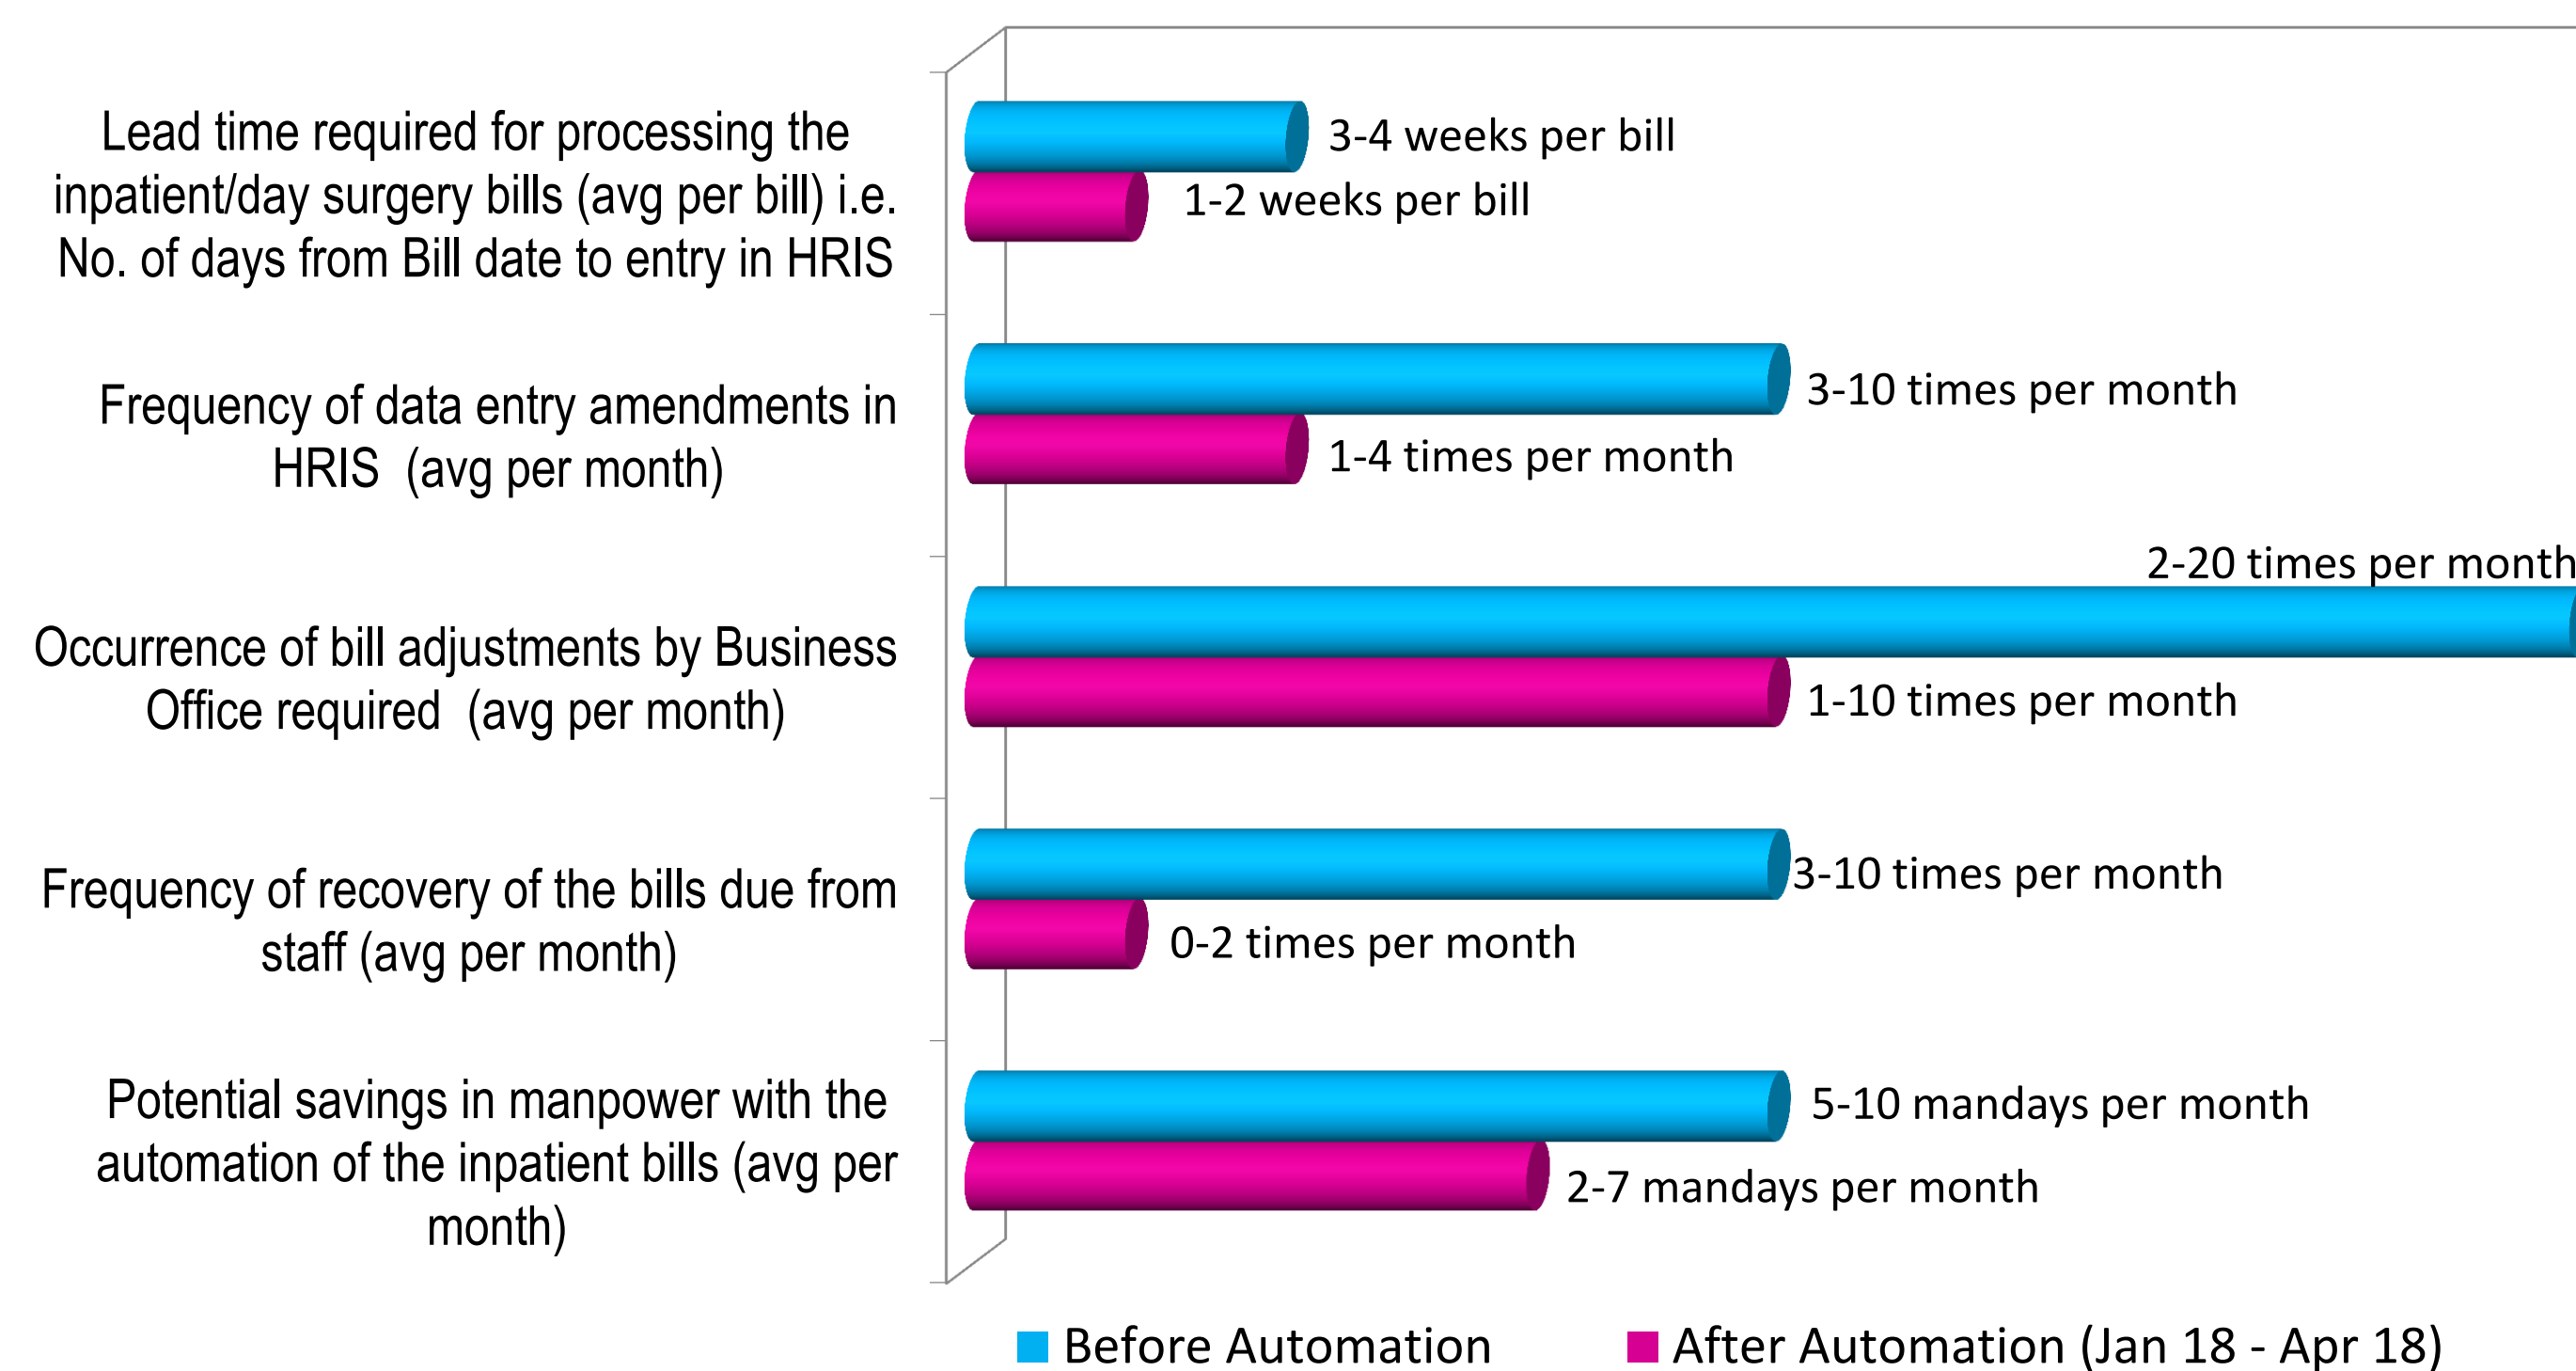 Lead time required for processing the
inpatient/day surgery bills (avg per bill) i.e.
No. of days from Bill date to entry in HRIS
3-4 weeks per bill
1-2 weeks per bill
Frequency of data entry amendments in
HRIS (avg per month)
3-10 times per month
1-4 times per month
Occurrence of bill adjustments by Business
Office required (avg per month)
2-20 times per month
1-10 times per month
Frequency of recovery of the bills due from
staff (avg per month)
3-10 times per month
0-2 times per month
Potential savings in manpower with the
automation of the inpatient bills (avg per
month)
5-10 mandays per month
2-7 mandays per month
Before Automation
After Automation (Jan 18 - Apr 18)